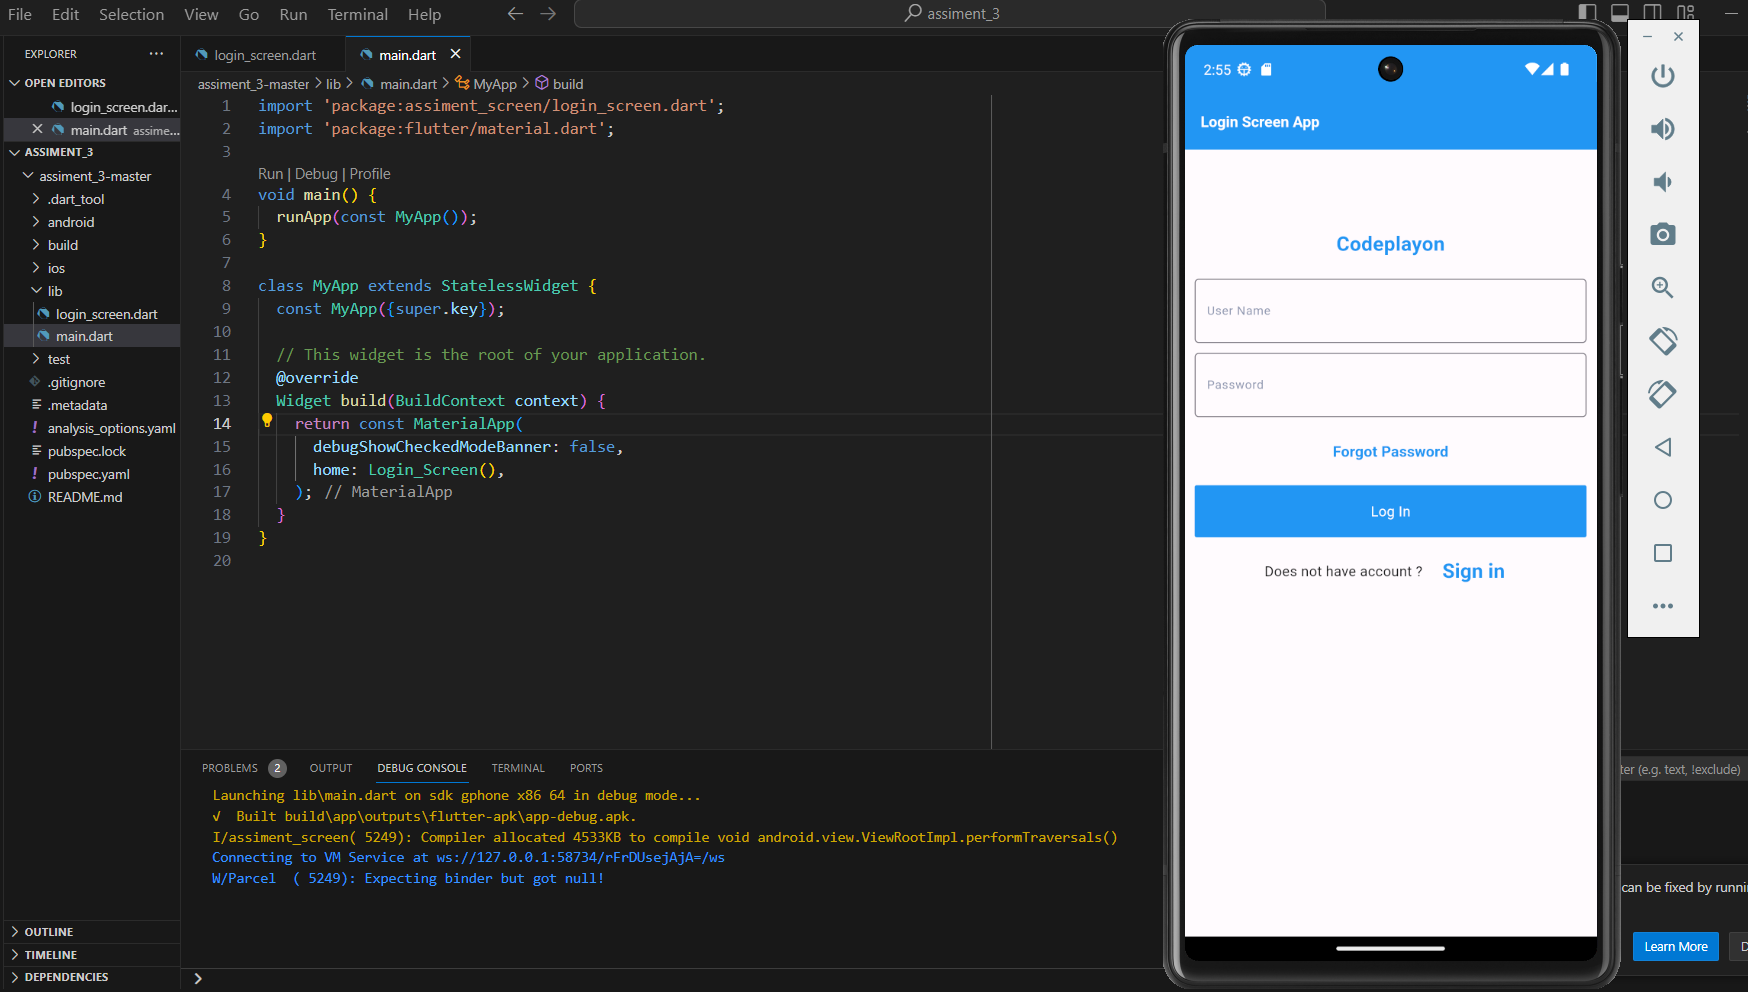 File Edit Selection View Go Run Terminal Help
assiment_3
EXPLORER
OPEN EDITORS
login_screen.dar...
main.dart assime...
ASSIMENT_3
assiment_3-master
.dart_tool
android
build
ios
lib
login_screen.dart
main.dart
test
.gitignore
.metadata
analysis_options.yaml
pubspec.lock
pubspec.yaml
README.md
OUTLINE
TIMELINE
DEPENDENCIES
login_screen.dart main.dart
assiment_3-master > lib > main.dart > MyApp > build
1 import 'package:assiment_screen/login_screen.dart';
2 import 'package:flutter/material.dart';
3
Run | Debug | Profile
4 void main() {
5 runApp(const MyApp());
6 }
7
8 class MyApp extends StatelessWidget {
9 const MyApp({super.key});
10
11 // This widget is the root of your application.
12 @override
13 Widget build(BuildContext context) {
14 return const MaterialApp(
15 debugShowCheckedModeBanner: false,
16 home: Login_Screen(),
17 ); // MaterialApp
18 }
19 }
20
PROBLEMS 2 OUTPUT DEBUG CONSOLE TERMINAL PORTS
Launching lib\main.dart on sdk gphone x86 64 in debug mode...
√ Built build\app\outputs\flutter-apk\app-debug.apk.
I/assiment_screen( 5249): Compiler allocated 4533KB to compile void android.view.ViewRootImpl.performTraversals()
Connecting to VM Service at ws://127.0.0.1:58734/rFrDUsejAjA=/ws
W/Parcel ( 5249): Expecting binder but got null!
2:55
Login Screen App
Codeplayon
User Name
Password
Forgot Password
Log In
Does not have account ? Sign in
ter (e.g. text, !exclude)
can be fixed by runni
Learn More
D